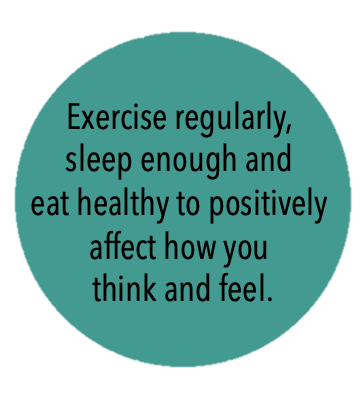 Exercise regularly,
sleep enough and
eat healthy to positively
affect how you
think and feel.